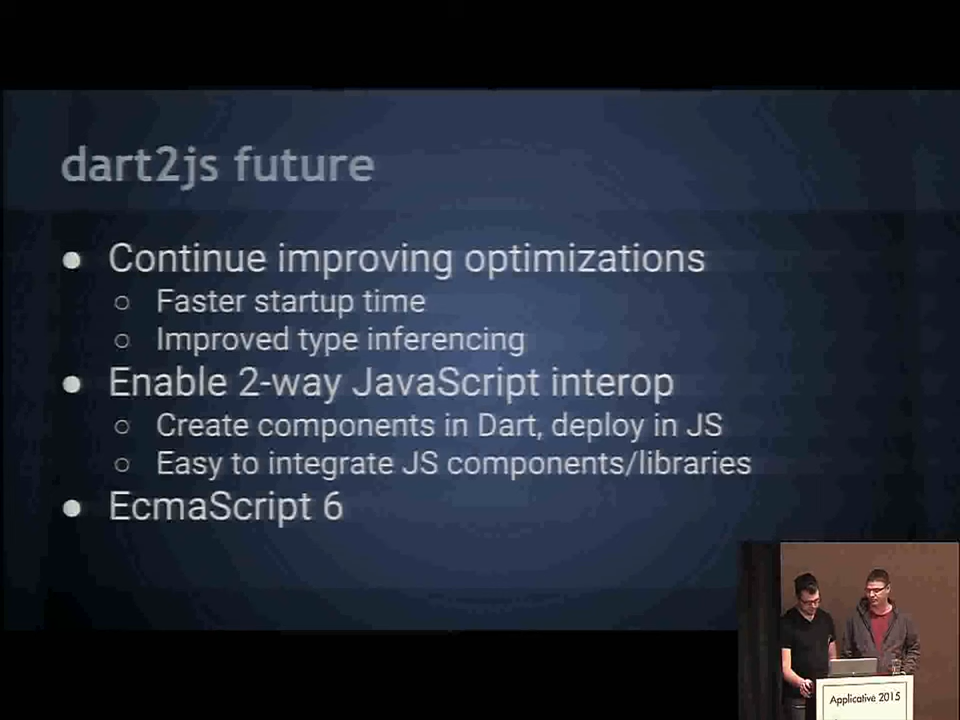 dart2js future
● Continue improving optimizations
○ Faster startup time
○ Improved type inferencing
● Enable 2-way JavaScript interop
○ Create components in Dart, deploy in JS
○ Easy to integrate JS components/libraries
● EcmaScript 6
Applicative 2015